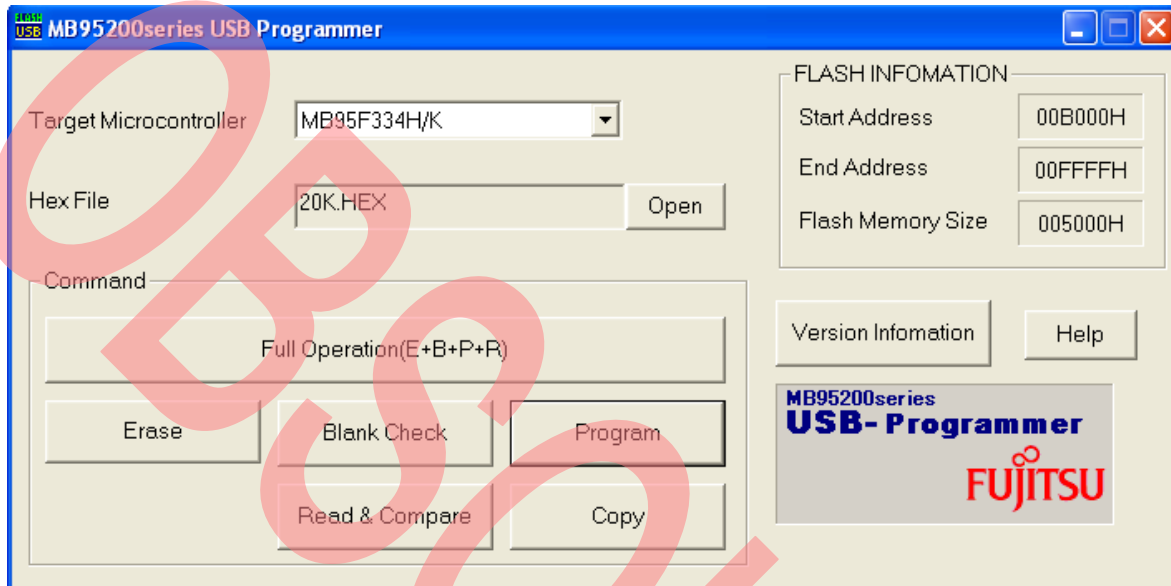 FLASH
USB
MB95200series USB Programmer
Target Microcontroller
MB95F334H/K
Hex File
20K.HEX
Open
FLASH INFOMATION
Start Address
00B000H
End Address
00FFFFH
Flash Memory Size
005000H
Command
Full Operation(E+B+P+R)
Erase
Blank Check
Program
Read & Compare
Copy
Version Infomation
Help
MB95200series
USB-Programmer
FUJITSU
OBSO